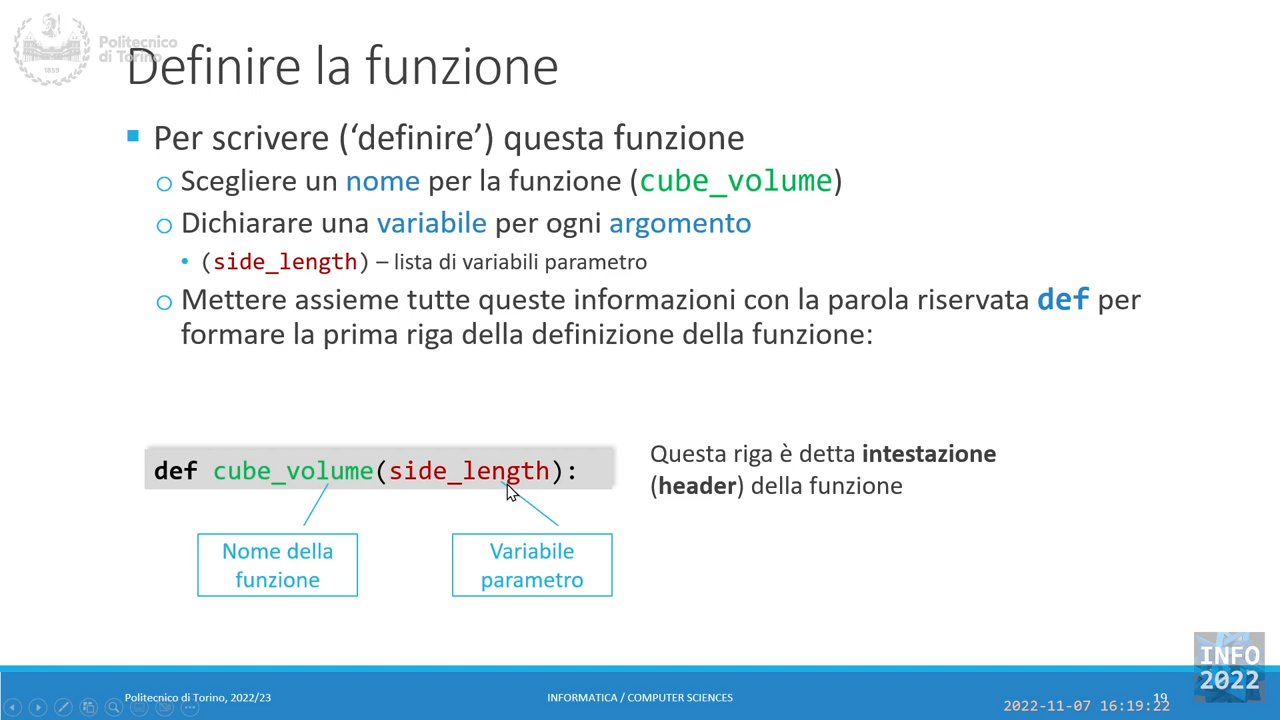 Politecnico
di Torino
1859
Definire la funzione
Per scrivere (‘definire’) questa funzione
Scegliere un nome per la funzione (cube_volume)
Dichiarare una variabile per ogni argomento
(side_length) – lista di variabili parametro
Mettere assieme tutte queste informazioni con la parola riservata def per
formare la prima riga della definizione della funzione:
def cube_volume(side_length):
Questa riga è detta intestazione
(header) della funzione
Nome della
funzione
Variabile
parametro
INFO
2022
Politecnico di Torino, 2022/23
INFORMATICA / COMPUTER SCIENCES
19
2022-11-07 16:19:22